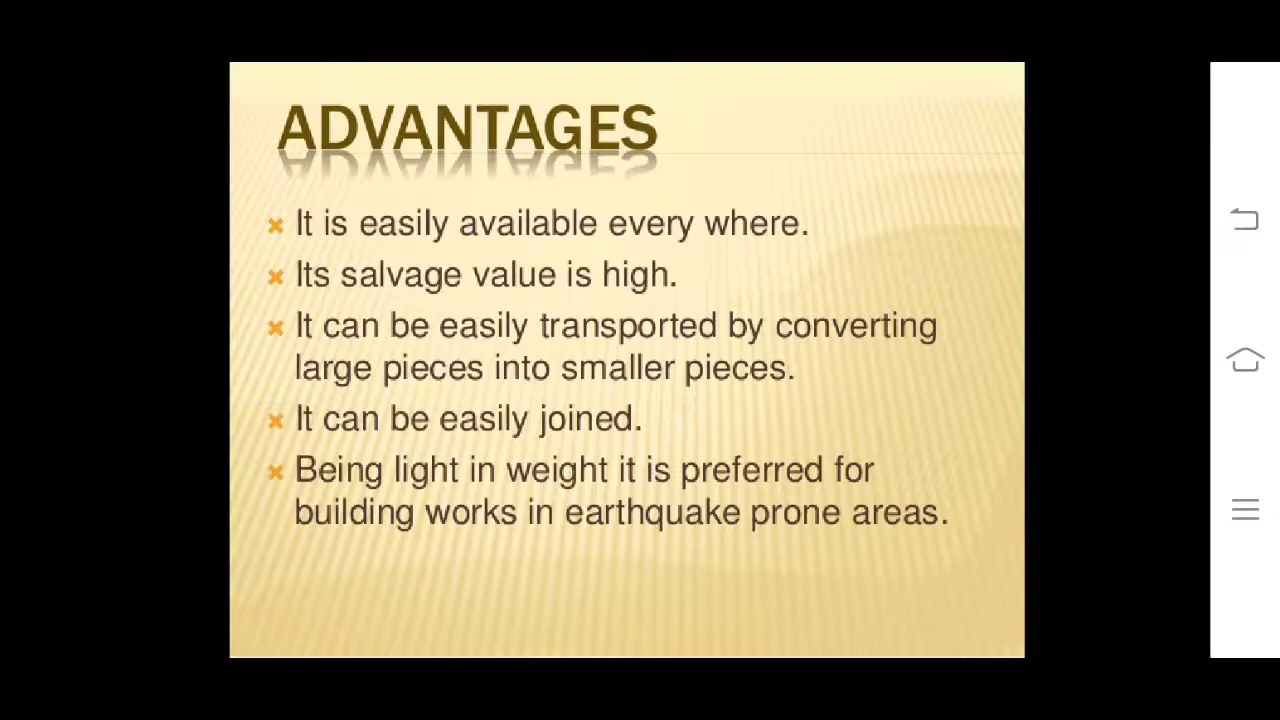 ADVANTAGES
It is easily available every where.
Its salvage value is high.
It can be easily transported by converting
large pieces into smaller pieces.
It can be easily joined.
Being light in weight it is preferred for
building works in earthquake prone areas.